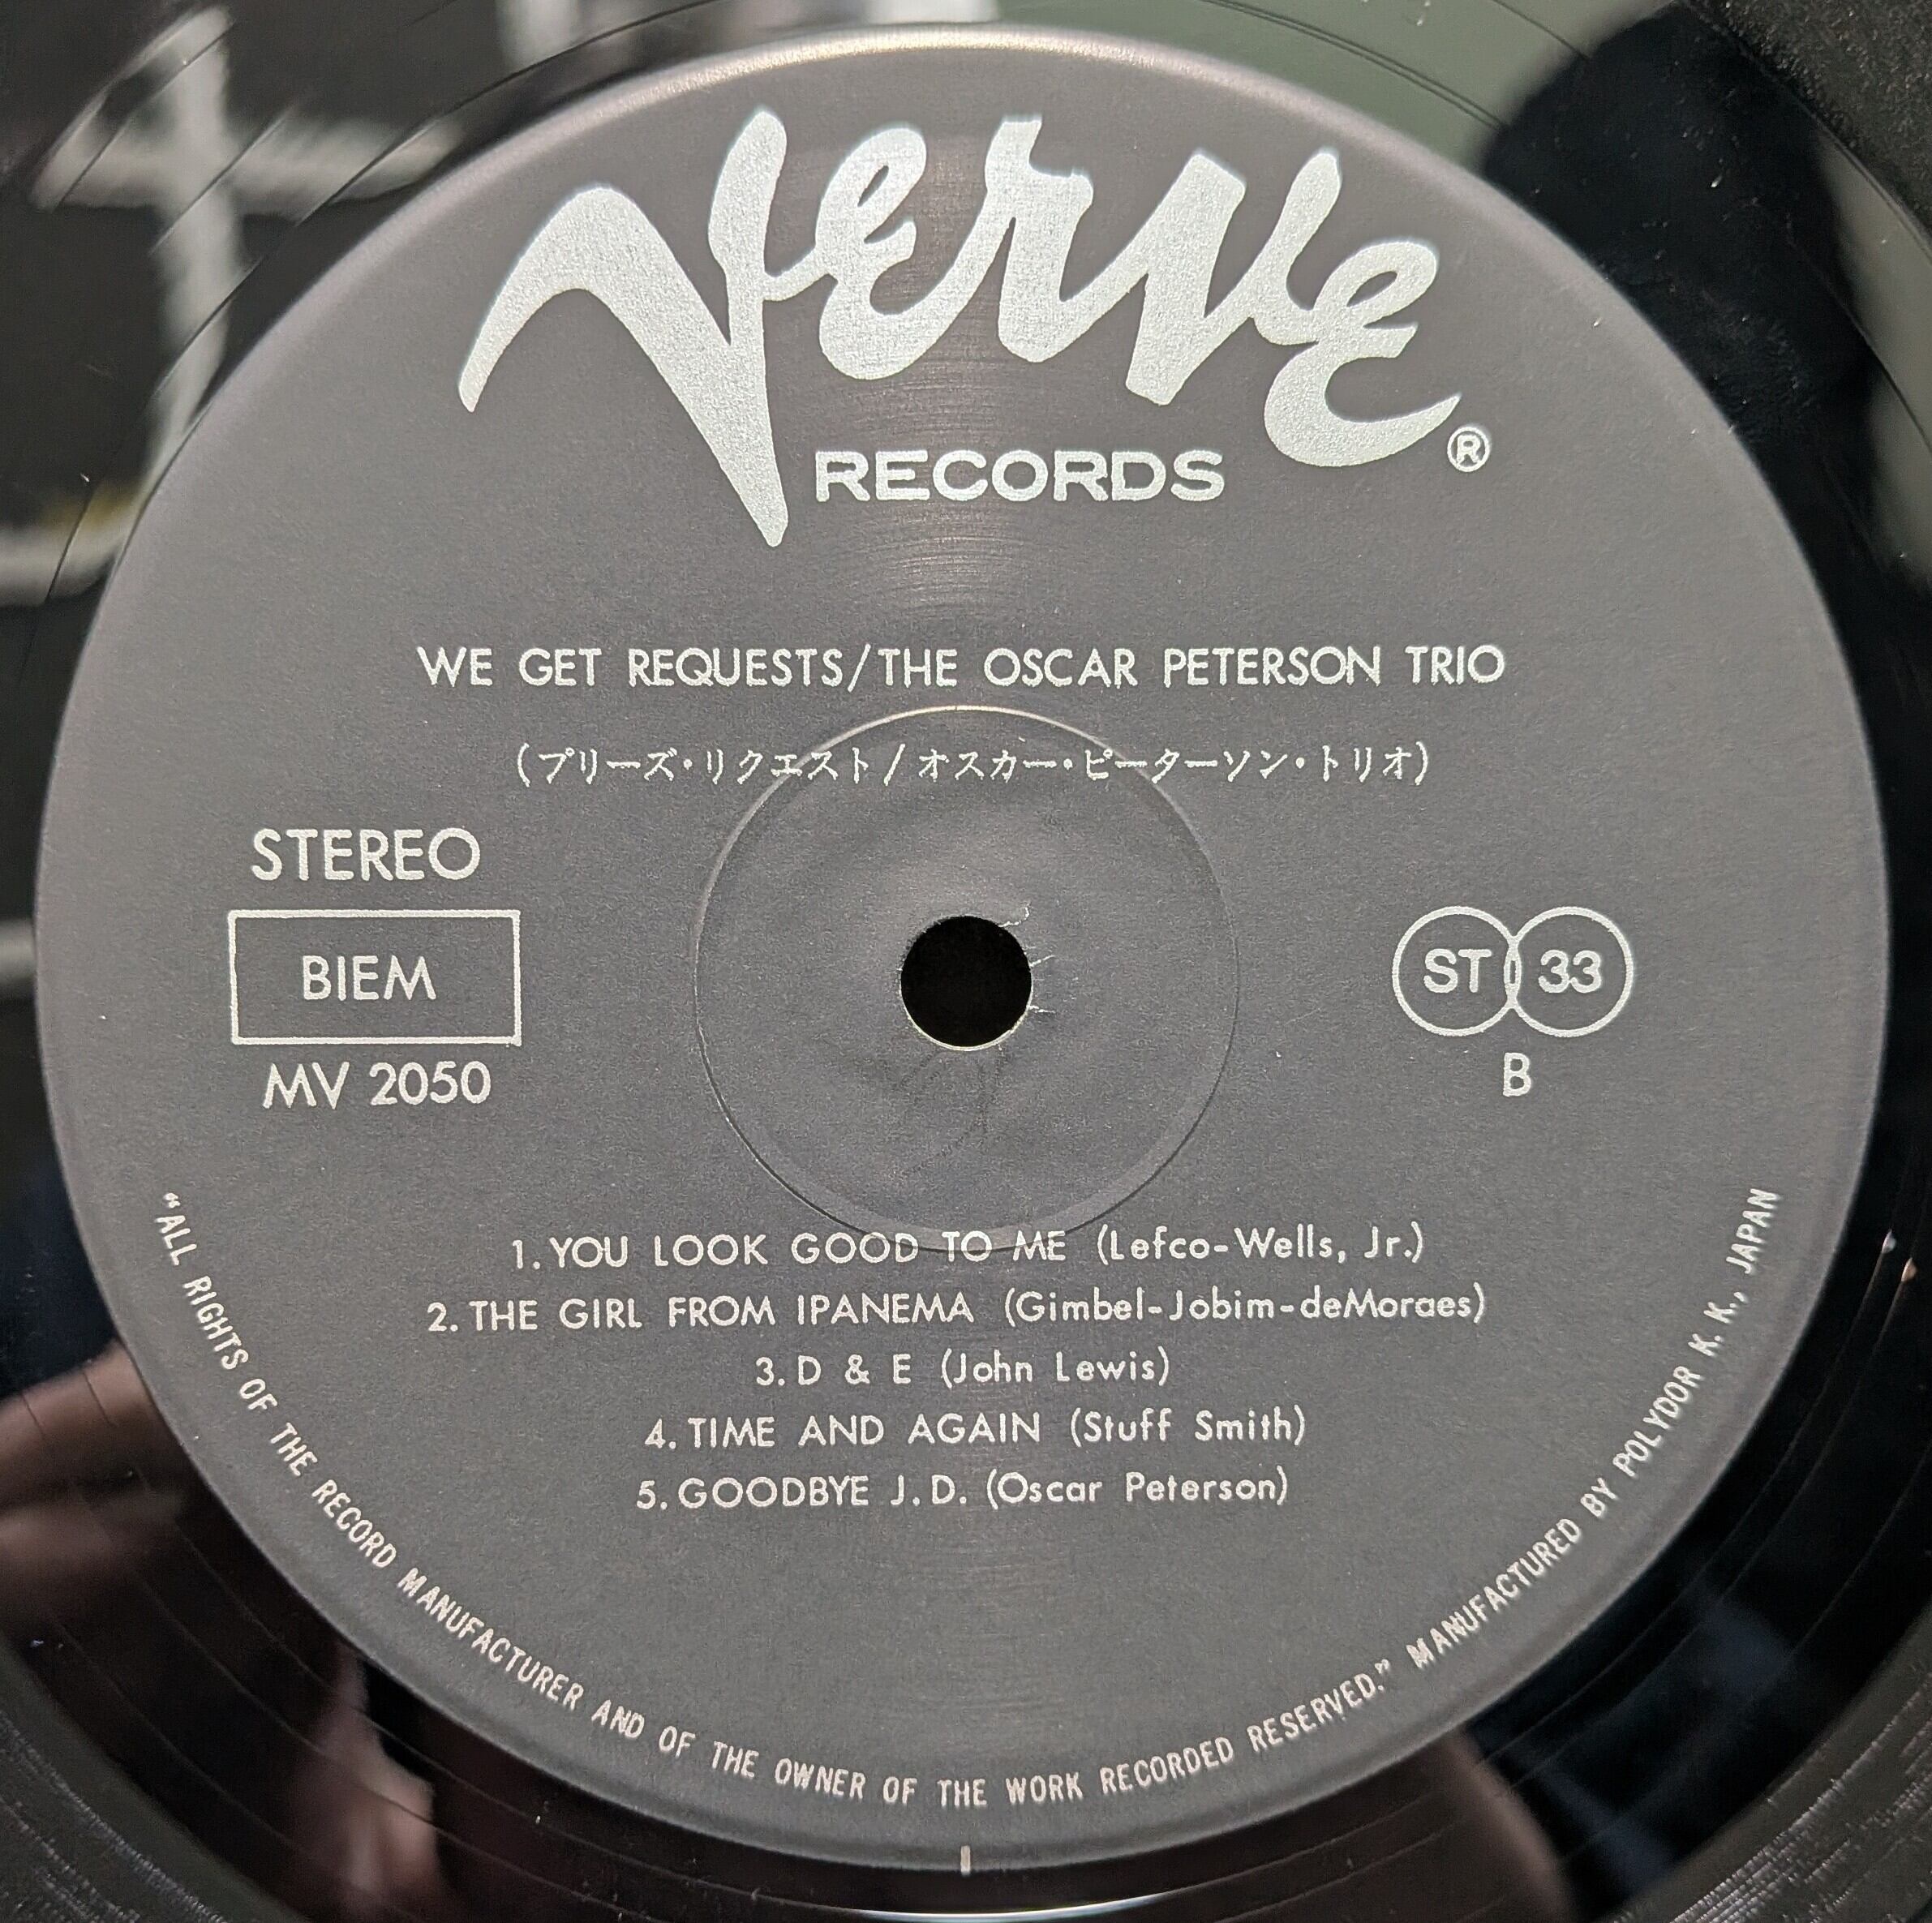 Verve
RECORDS ®
WE GET REQUESTS/THE OSCAR PETERSON TRIO
(プリーズ・リクエスト/オスカー・ピーターソン・トリオ)
STEREO
BIEM
MV 2050
ST 33
B
1. YOU LOOK GOOD TO ME (Lefco-Wells, Jr.)
2. THE GIRL FROM IPANEMA (Gimbel-Jobim-deMoraes)
3. D & E (John Lewis)
4. TIME AND AGAIN (Stuff Smith)
5. GOODBYE J.D. (Oscar Peterson)
“ALL RIGHTS OF THE RECORD MANUFACTURER AND OF THE OWNER OF THE WORK RECORDED RESERVED.” MANUFACTURED BY POLYDOR K. K., JAPAN